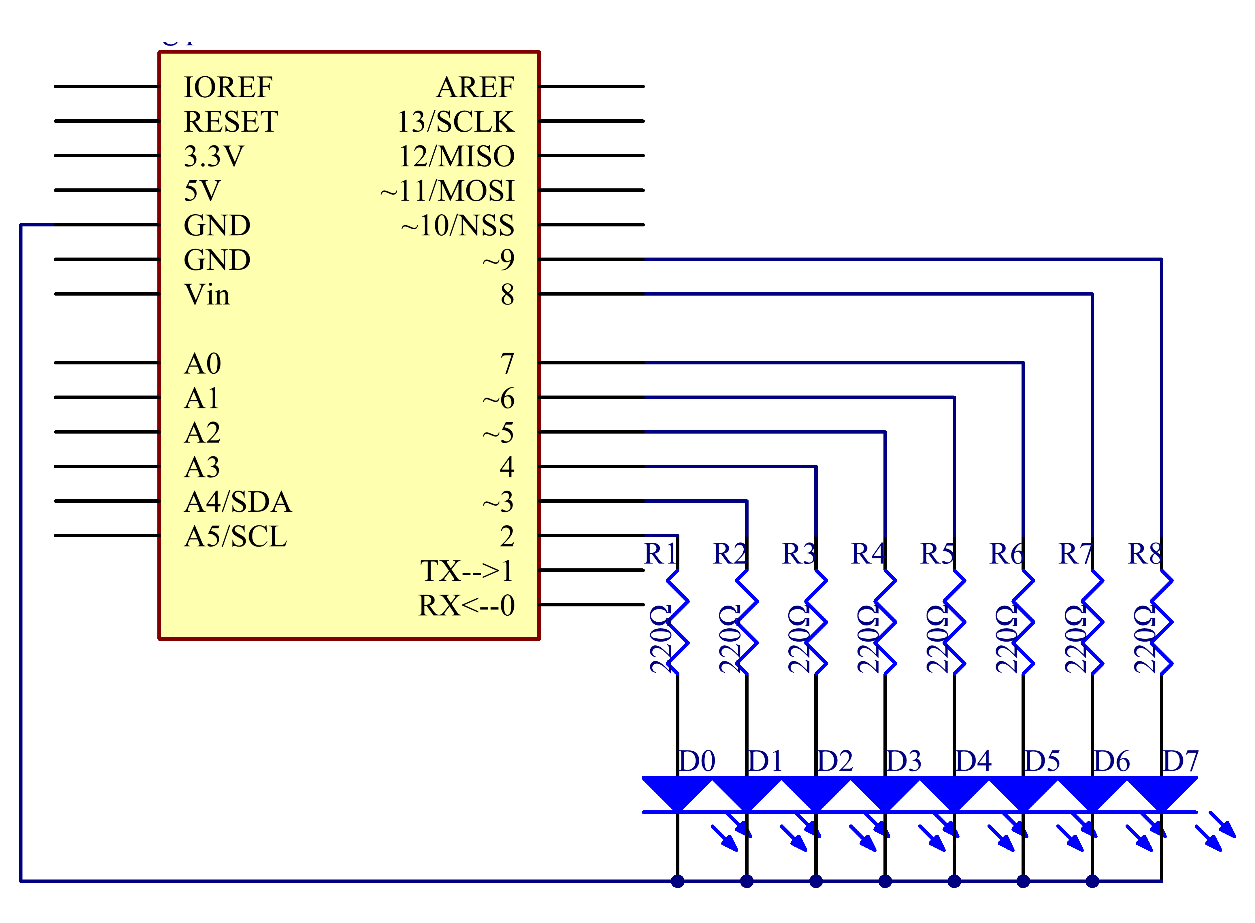 IOREF
RESET
3.3V
5V
GND
GND
Vin
A0
A1
A2
A3
A4/SDA
A5/SCL
AREF
13/SCLK
12/MISO
~11/MOSI
~10/NSS
~9
8
7
~6
~5
4
~3
2
TX-->1
RX<--0
R1 R2 R3 R4 R5 R6 R7 R8
220Ω 220Ω 220Ω 220Ω 220Ω 220Ω 220Ω 220Ω
D0 D1 D2 D3 D4 D5 D6 D7